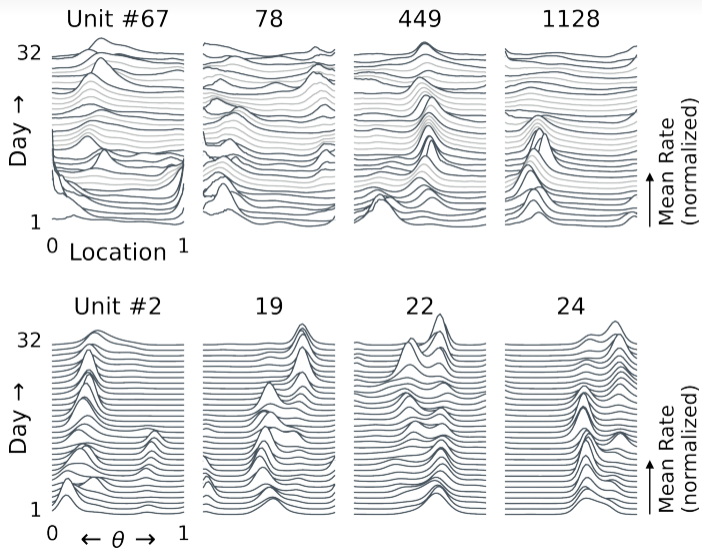 Unit #67 78 449 1128
32
Day →
1
0 Location 1
Mean Rate
(normalized)
Unit #2 19 22 24
32
Day →
1
0 ← θ → 1
Mean Rate
(normalized)